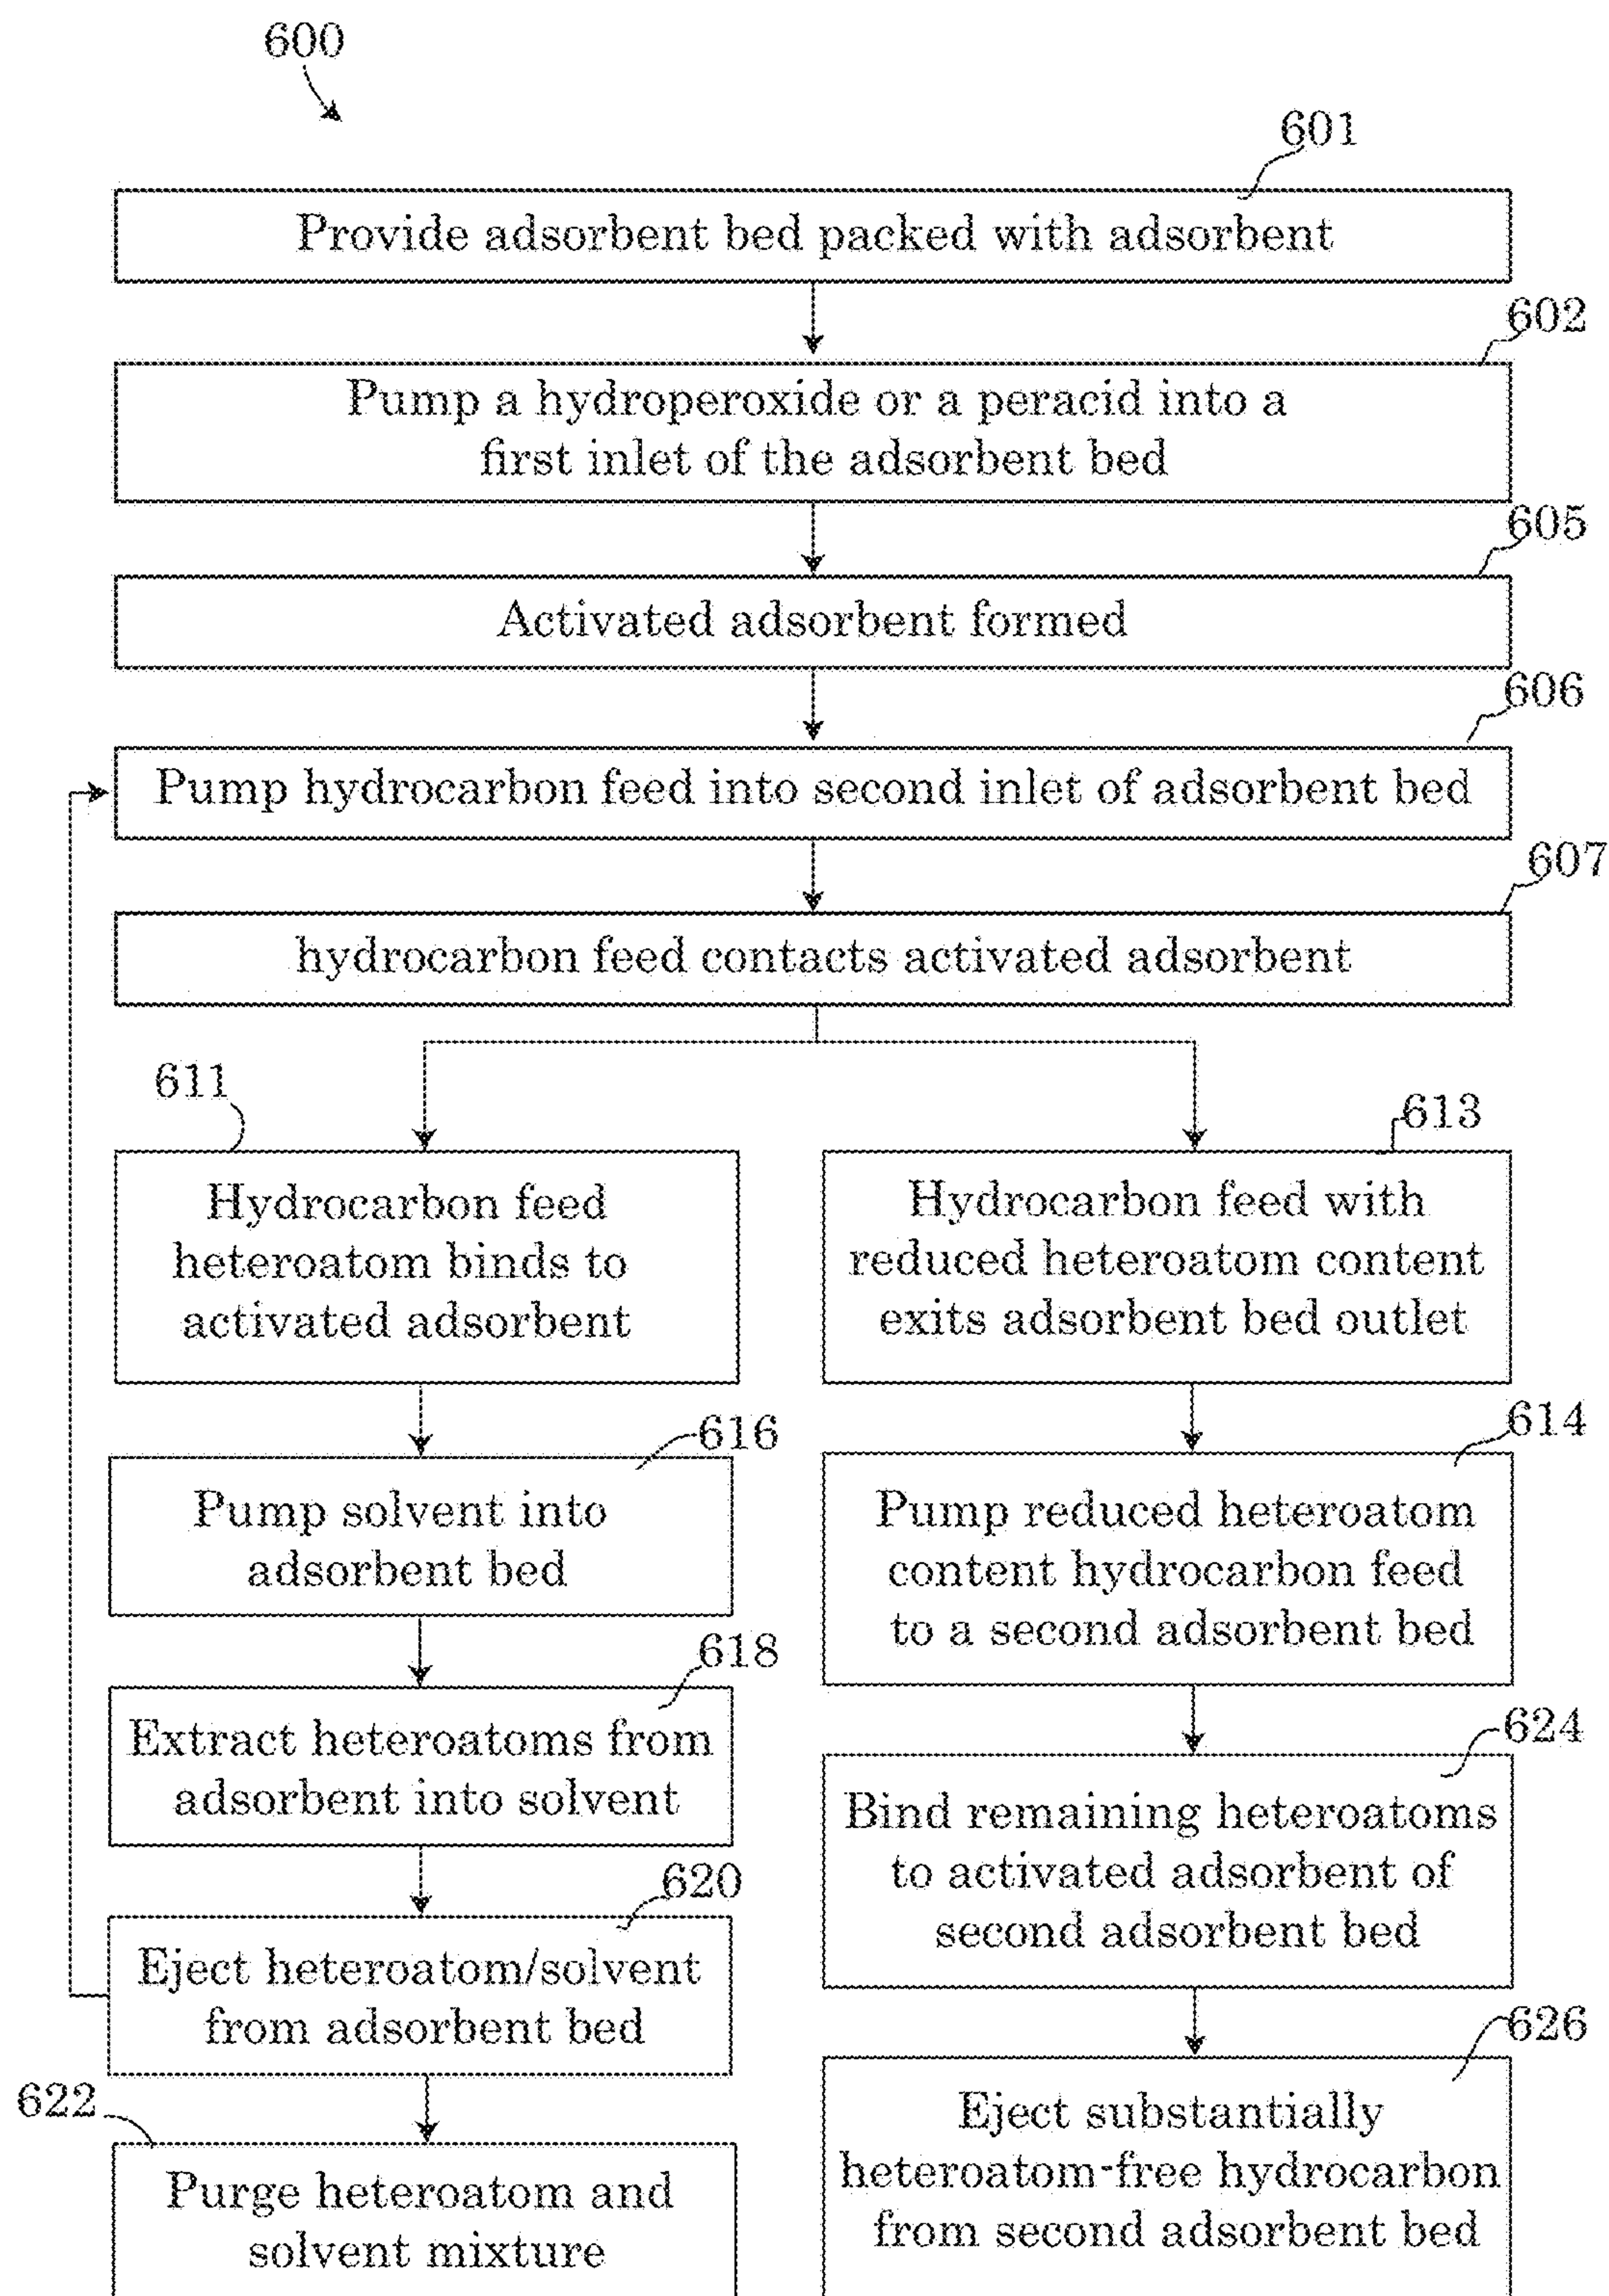 600
601
Provide adsorbent bed packed with adsorbent
602
Pump a hydroperoxide or a peracid into a
first inlet of the adsorbent bed
605
Activated adsorbent formed
606
Pump hydrocarbon feed into second inlet of adsorbent bed
607
hydrocarbon feed contacts activated adsorbent
611
Hydrocarbon feed
heteroatom binds to
activated adsorbent
613
Hydrocarbon feed with
reduced heteroatom content
exits adsorbent bed outlet
616
Pump solvent into
adsorbent bed
614
Pump reduced heteroatom
content hydrocarbon feed
to a second adsorbent bed
618
Extract heteroatoms from
adsorbent into solvent
624
Bind remaining heteroatoms
to activated adsorbent of
second adsorbent bed
620
Eject heteroatom/solvent
from adsorbent bed
626
Eject substantially
heteroatom-free hydrocarbon
from second adsorbent bed
622
Purge heteroatom and
solvent mixture